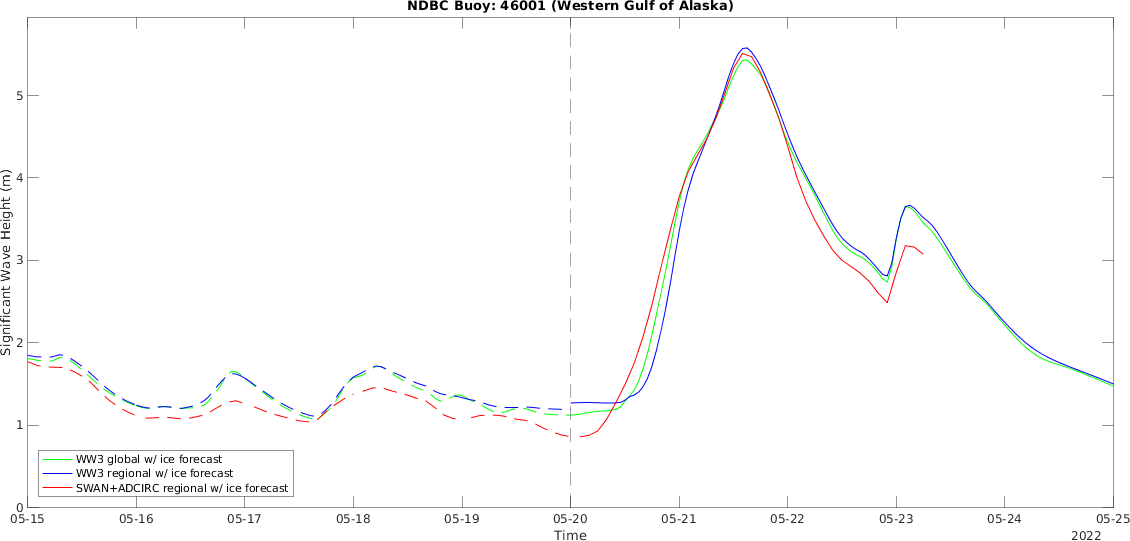 NDBC Buoy: 46001 (Western Gulf of Alaska)
Significant Wave Height (m)
5
4
3
2
1
0
WW3 global w/ ice forecast
WW3 regional w/ ice forecast
SWAN+ADCIRC regional w/ ice forecast
05-15 05-16 05-17 05-18 05-19 05-20 05-21 05-22 05-23 05-24 05-25
Time
2022